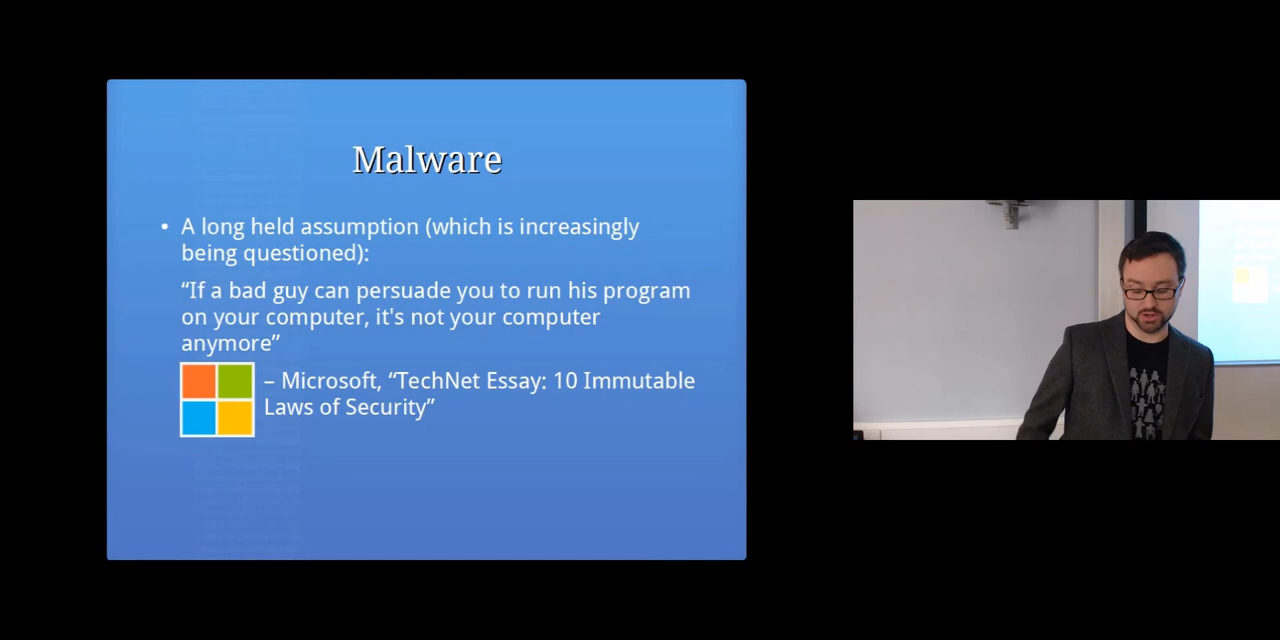 Malware
• A long held assumption (which is increasingly
being questioned):
“If a bad guy can persuade you to run his program
on your computer, it's not your computer
anymore”
– Microsoft, “TechNet Essay: 10 Immutable
Laws of Security”